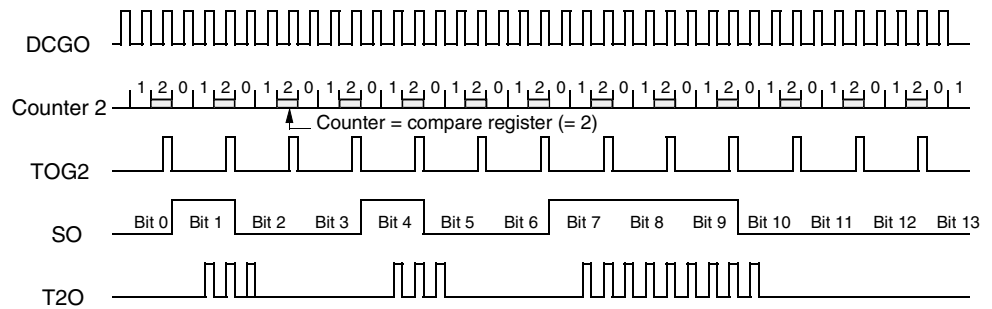 DCGO
1 2 0 1 2 0 1 2 0 1 2 0 1 2 0 1 2 0 1 2 0 1 2 0 1 2 0 1 2 0 1 2 0 1 2 0 1 2 0 1
Counter 2
Counter = compare register (= 2)
TOG2
Bit 0 Bit 1 Bit 2 Bit 3 Bit 4 Bit 5 Bit 6 Bit 7 Bit 8 Bit 9 Bit 10 Bit 11 Bit 12 Bit 13
SO
T2O